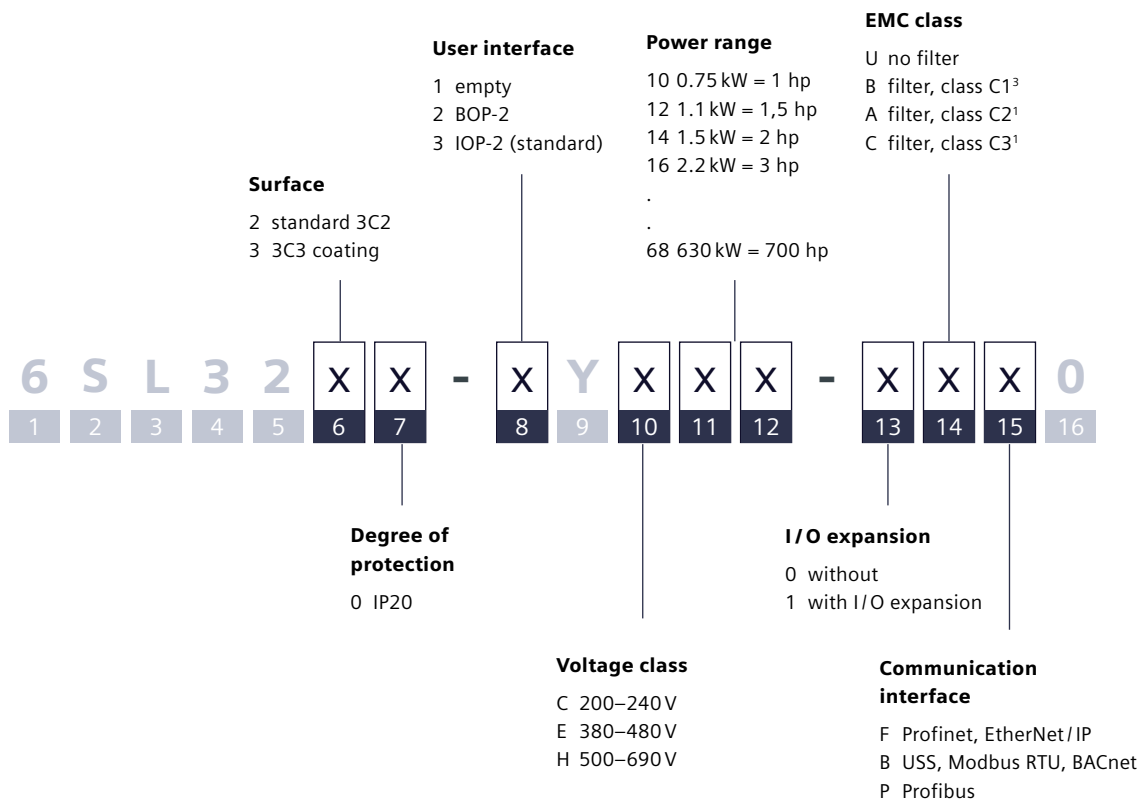 EMC class
U no filter
B filter, class C1³
A filter, class C2¹
C filter, class C3¹
User interface
1 empty
2 BOP-2
3 IOP-2 (standard)
Power range
10 0.75 kW = 1 hp
12 1.1 kW = 1,5 hp
14 1.5 kW = 2 hp
16 2.2 kW = 3 hp
.
.
68 630 kW = 700 hp
Surface
2 standard 3C2
3 3C3 coating
6 S L 3 2 X X - X Y X X X - X X X 0
1 2 3 4 5 6 7 8 9 10 11 12 13 14 15 16
Degree of
protection
0 IP20
I/O expansion
0 without
1 with I/O expansion
Voltage class
C 200–240 V
E 380–480 V
H 500–690 V
Communication
interface
F Profinet, EtherNet/IP
B USS, Modbus RTU, BACnet
P Profibus